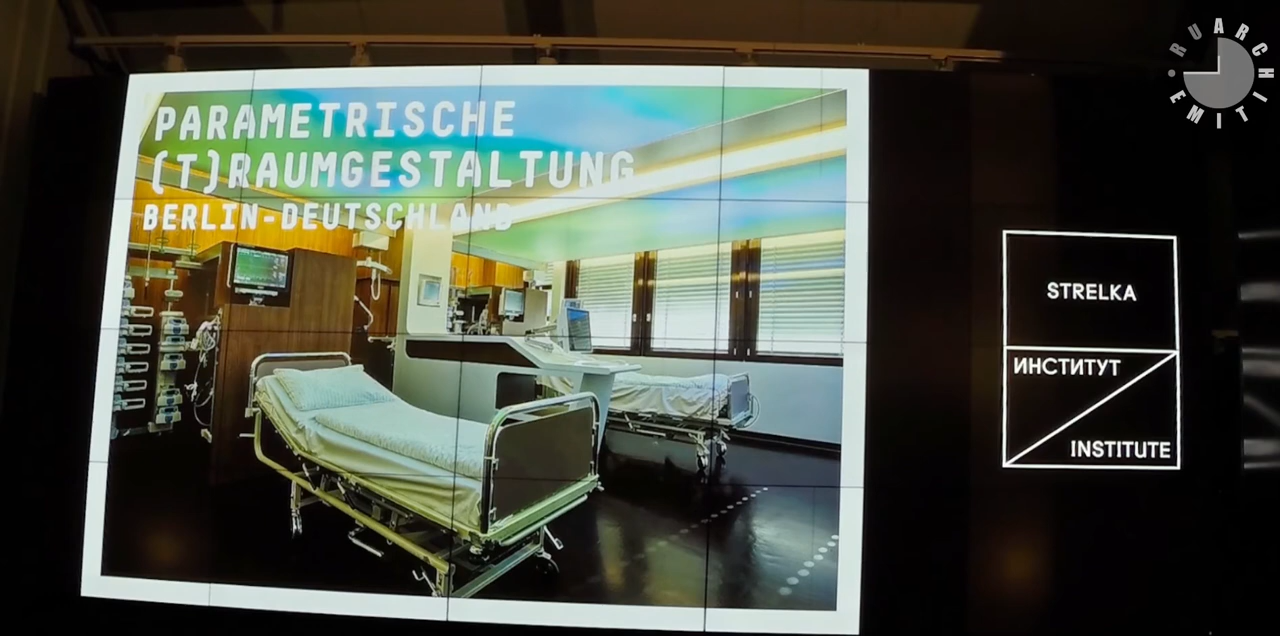 PARAMETRISCHE
(T)RAUMGESTALTUNG
BERLIN-DEUTSCHLAND
STRELKA
ИНСТИТУТ
INSTITUTE
RUARCH
TIME